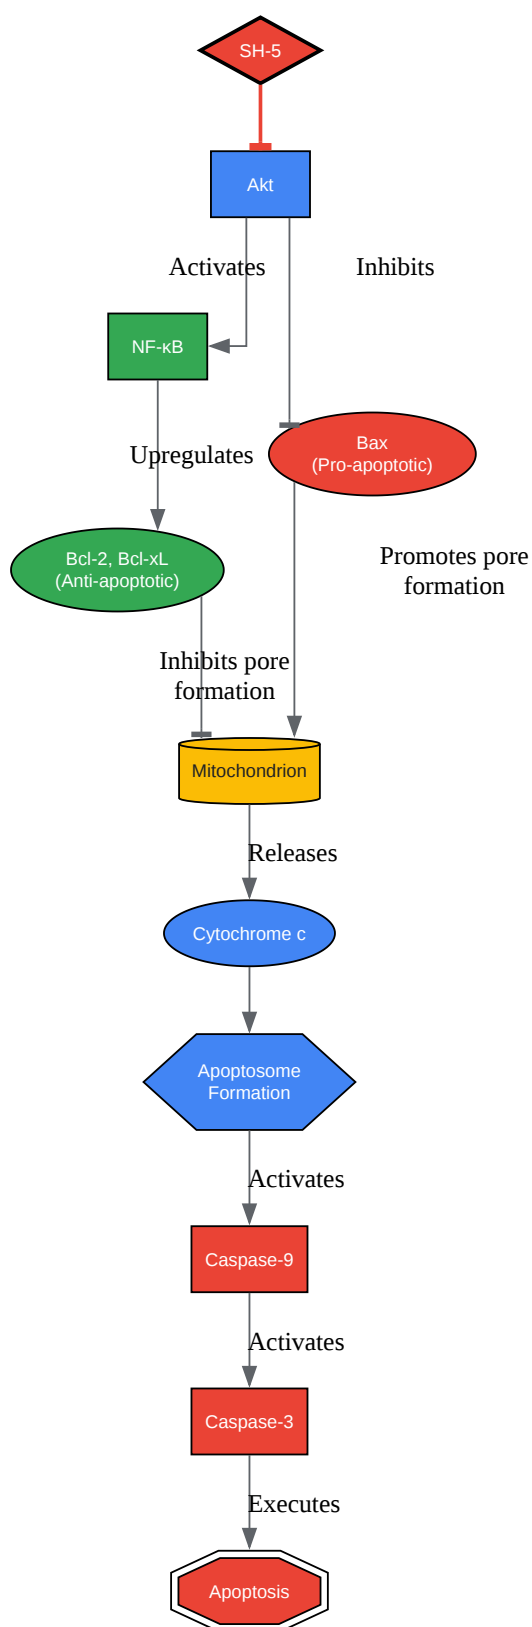 SH-5
Akt
Activates
Inhibits
NF-κB
Bax
(Pro-apoptotic)
Upregulates
Bcl-2, Bcl-xL
(Anti-apoptotic)
Promotes pore
formation
Inhibits pore
formation
Mitochondrion
Releases
Cytochrome c
Apoptosome
Formation
Activates
Caspase-9
Activates
Caspase-3
Executes
Apoptosis